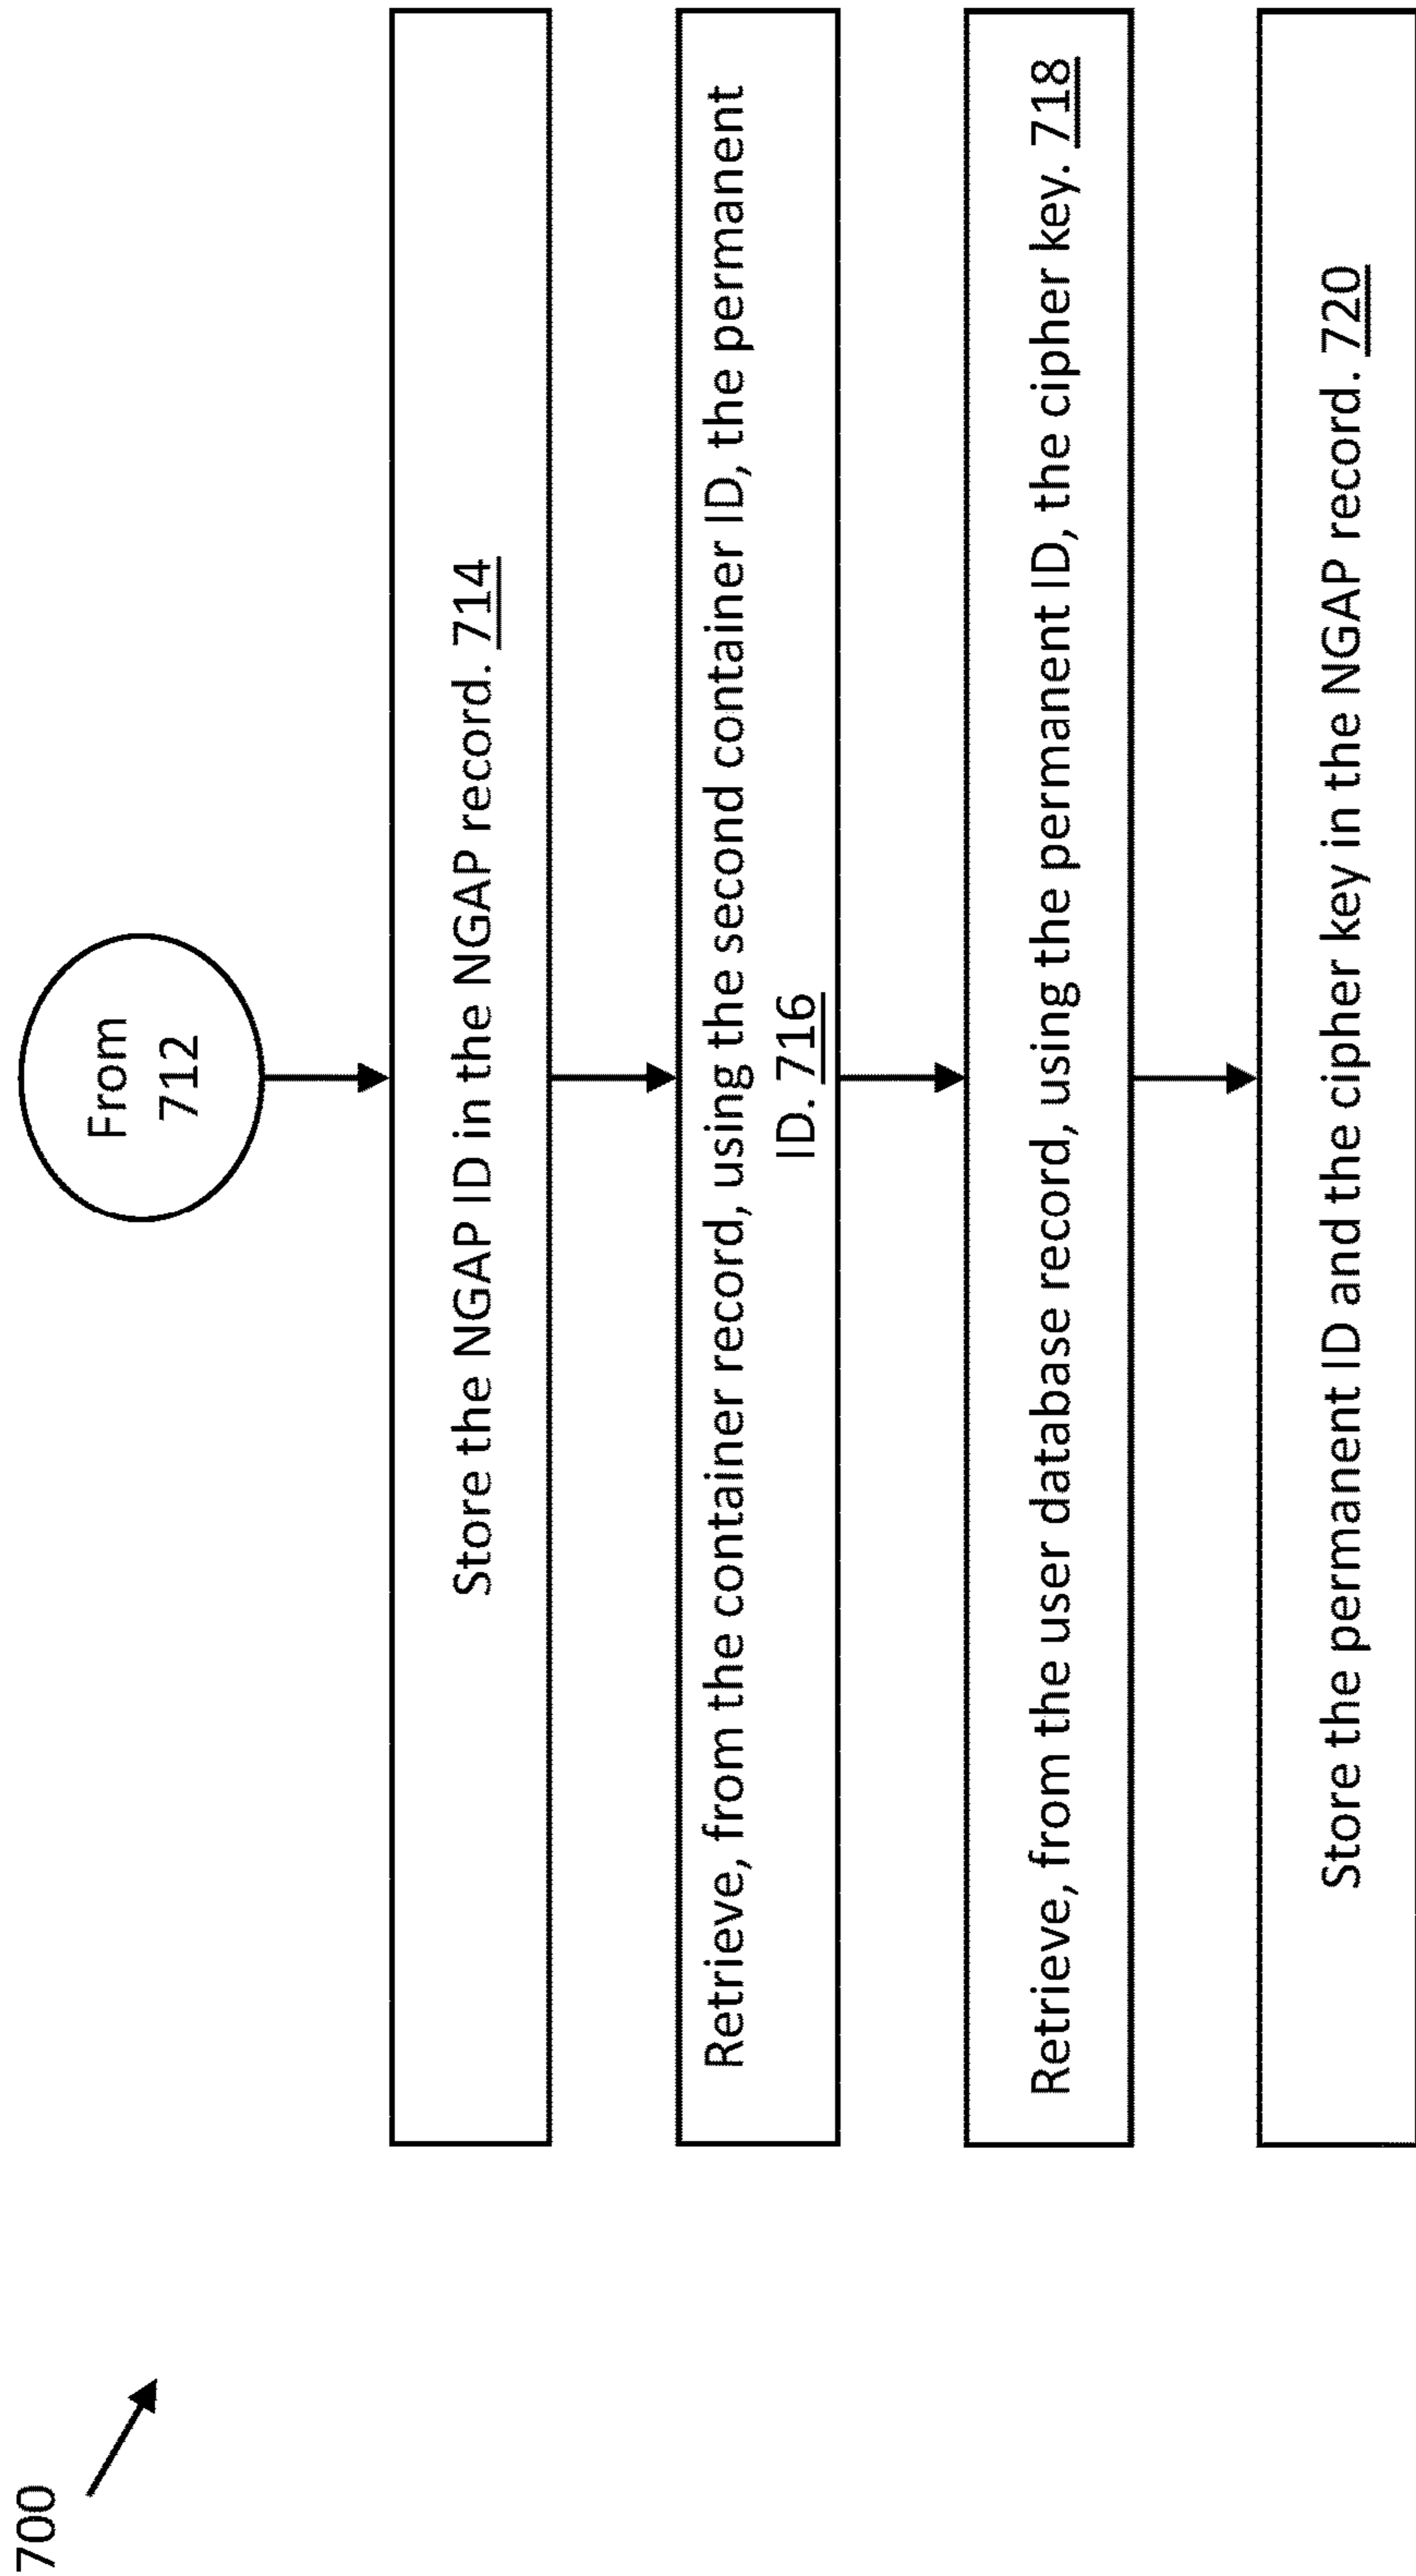 700
From
712
Store the NGAP ID in the NGAP record. 714
Retrieve, from the container record, using the second container ID, the permanent
ID. 716
Retrieve, from the user database record, using the permanent ID, the cipher key. 718
Store the permanent ID and the cipher key in the NGAP record. 720